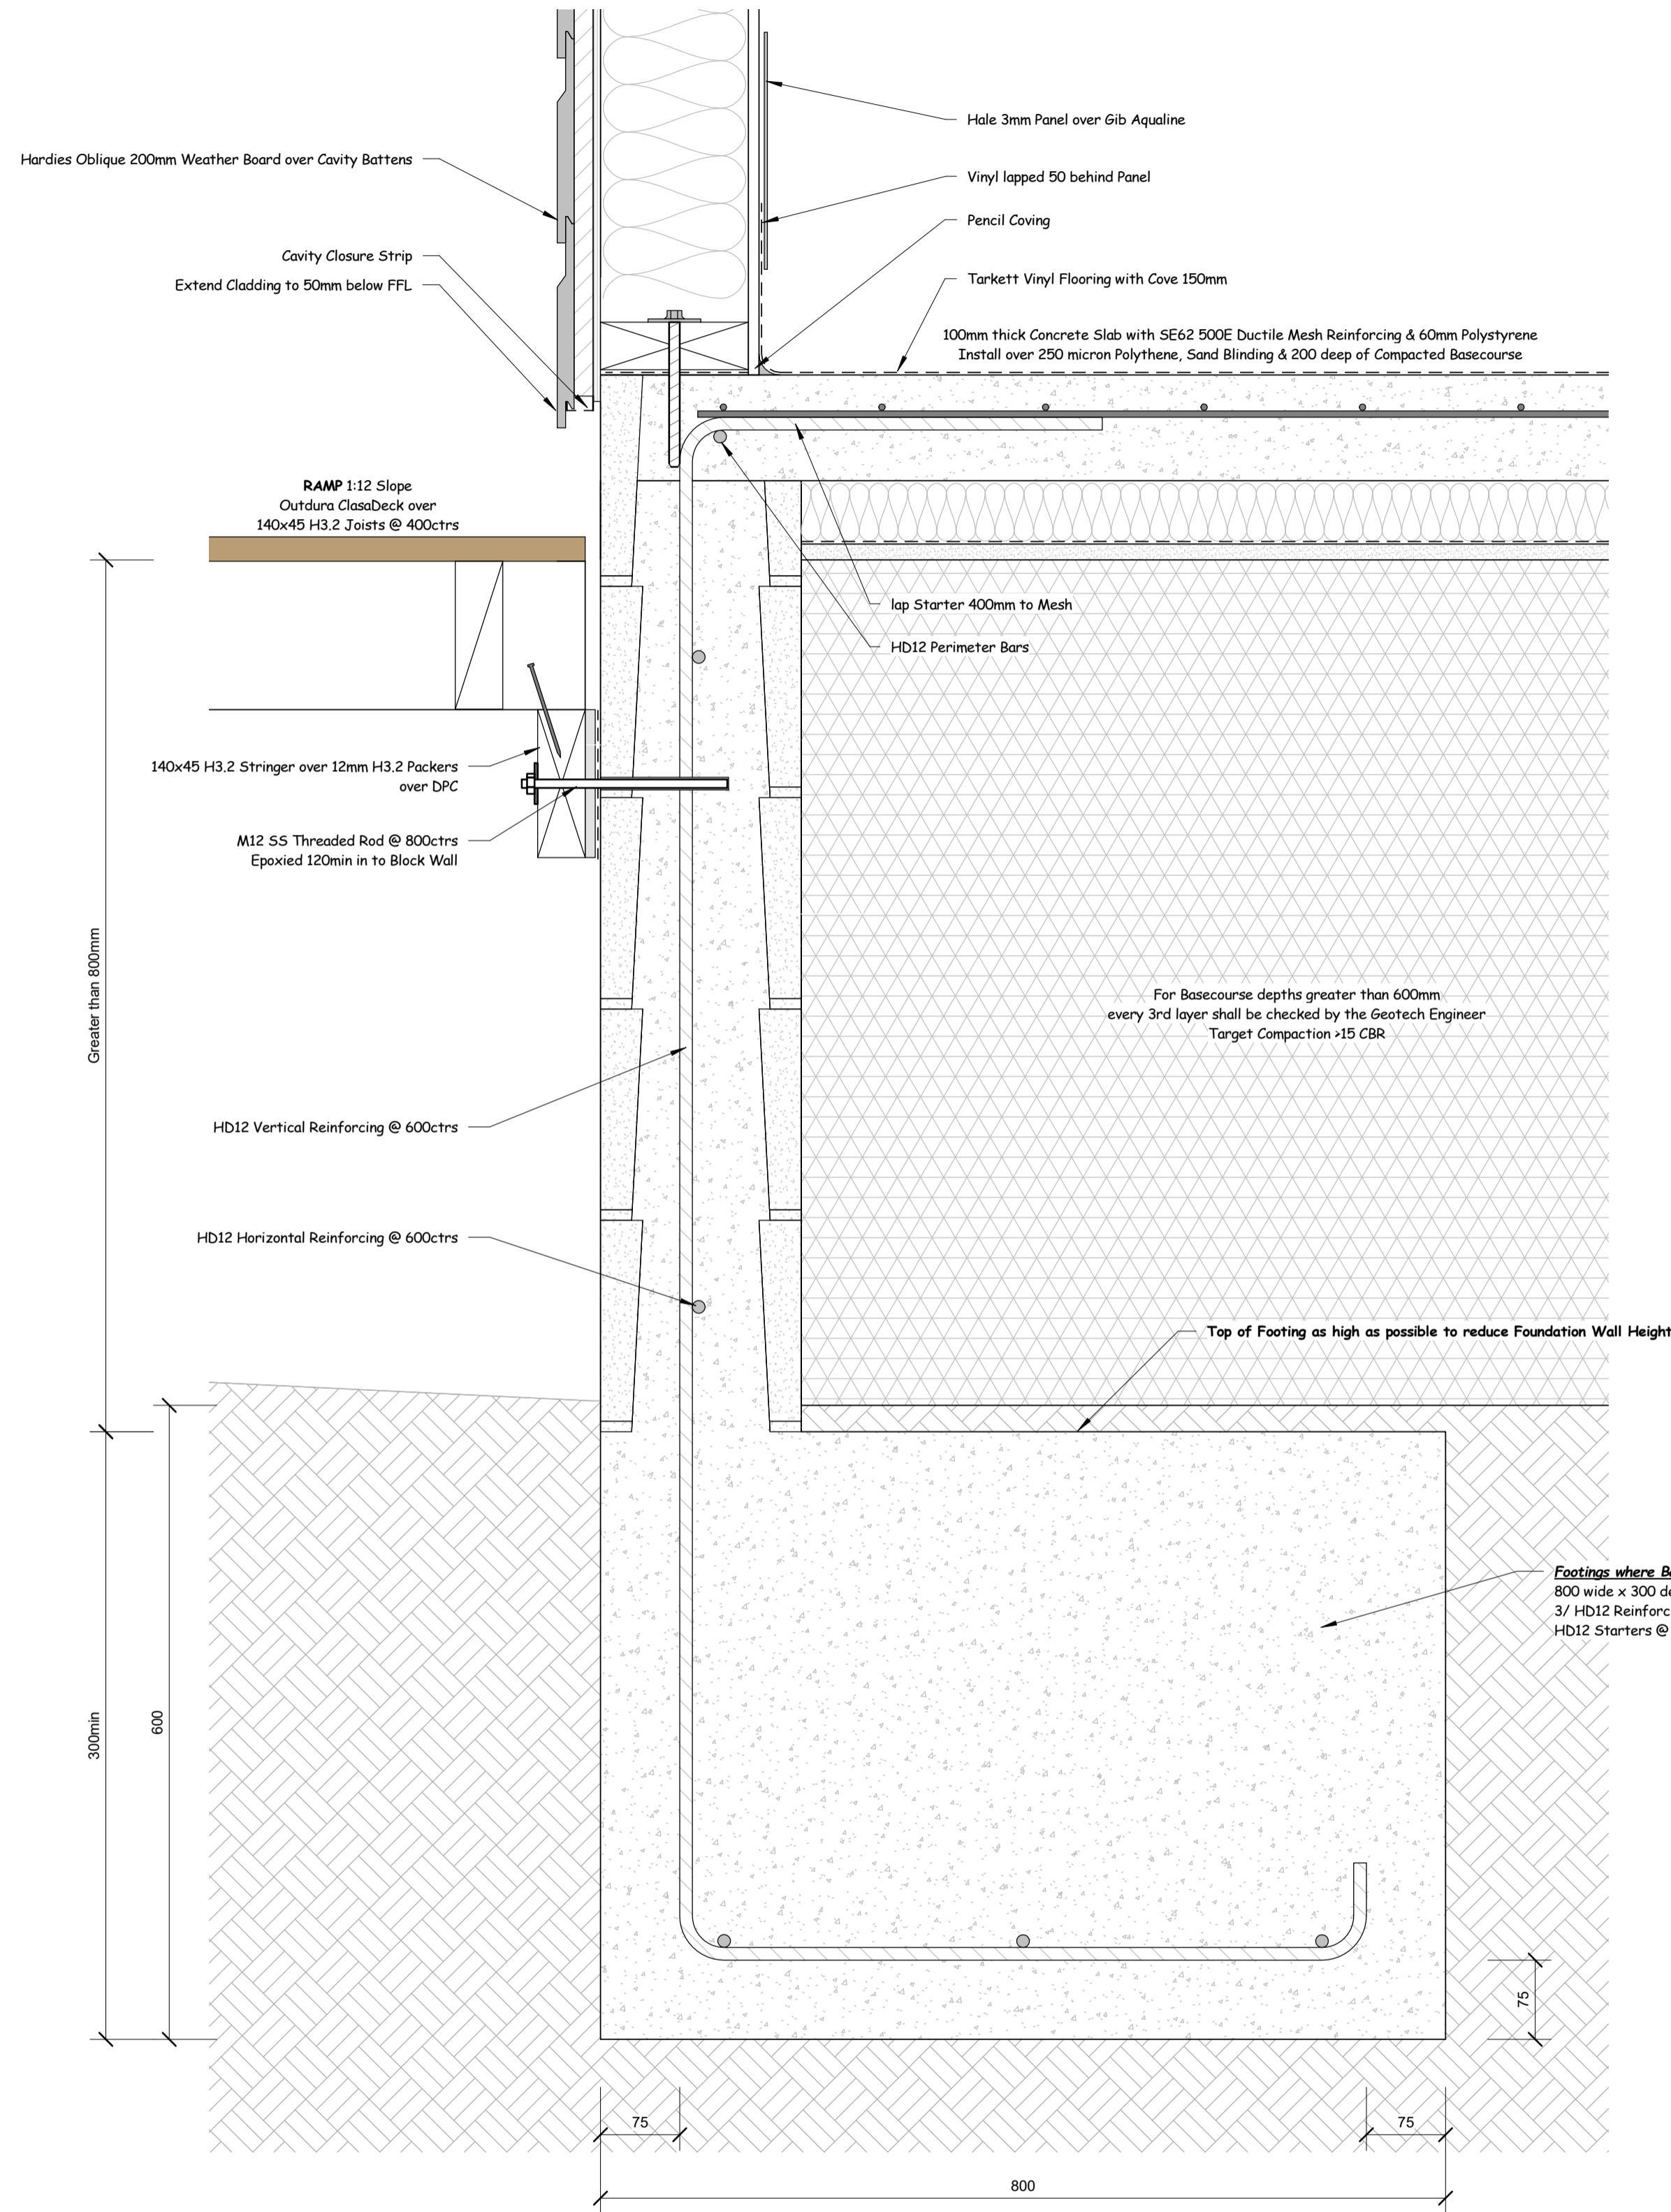 Hale 3mm Panel over Gib Aqualine
Hardies Oblique 200mm Weather Board over Cavity Battens
Vinyl lapped 50 behind Panel
Pencil Coving
Cavity Closure Strip
Extend Cladding to 50mm below FFL
Tarkett Vinyl Flooring with Cove 150mm
100mm thick Concrete Slab with SE62 500E Ductile Mesh Reinforcing & 60mm Polystyrene
Install over 250 micron Polythene, Sand Blinding & 200 deep of Compacted Basecourse
RAMP 1:12 Slope
Outdura ClasaDeck over
140x45 H3.2 Joists @ 400ctrs
lap Starter 400mm to Mesh
HD12 Perimeter Bars
140x45 H3.2 Stringer over 12mm H3.2 Packers
over DPC
M12 SS Threaded Rod @ 800ctrs
Epoxied 120min in to Block Wall
Greater than 800mm
For Basecourse depths greater than 600mm
every 3rd layer shall be checked by the Geotech Engineer
Target Compaction >15 CBR
HD12 Vertical Reinforcing @ 600ctrs
HD12 Horizontal Reinforcing @ 600ctrs
Top of Footing as high as possible to reduce Foundation Wall Height
Footings where
800 wide x 300
3/ HD12
HD12 Starters @
300min
600
75
75
75
800